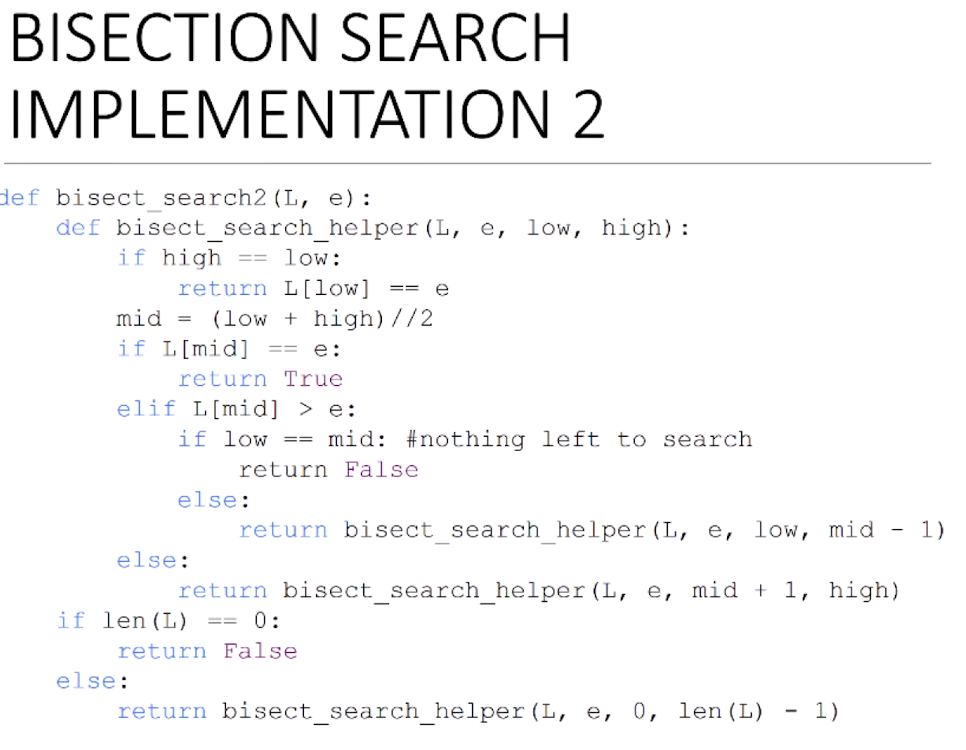 BISECTION SEARCH
IMPLEMENTATION 2
def bisect_search2(L, e):
    def bisect_search_helper(L, e, low, high):
        if high == low:
            return L[low] == e
        mid = (low + high)//2
        if L[mid] == e:
            return True
        elif L[mid] > e:
            if low == mid: #nothing left to search
                return False
            else:
                return bisect_search_helper(L, e, low, mid - 1)
        else:
            return bisect_search_helper(L, e, mid + 1, high)
    if len(L) == 0:
        return False
    else:
        return bisect_search_helper(L, e, 0, len(L) - 1)